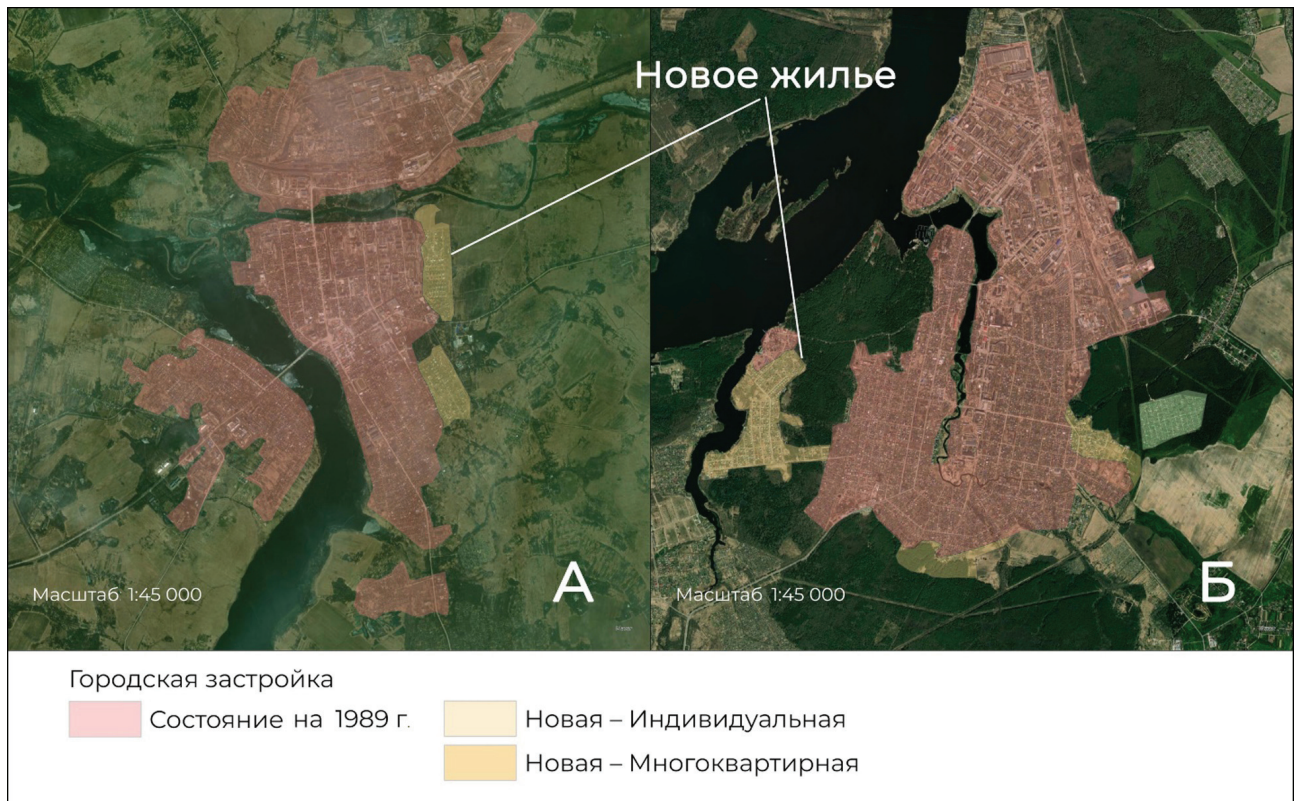 Новое жилье
А
Б
Масштаб 1:45 000
Масштаб 1:45 000
Городская застройка
Состояние на 1989 г.
Новая – Индивидуальная
Новая – Многоквартирная